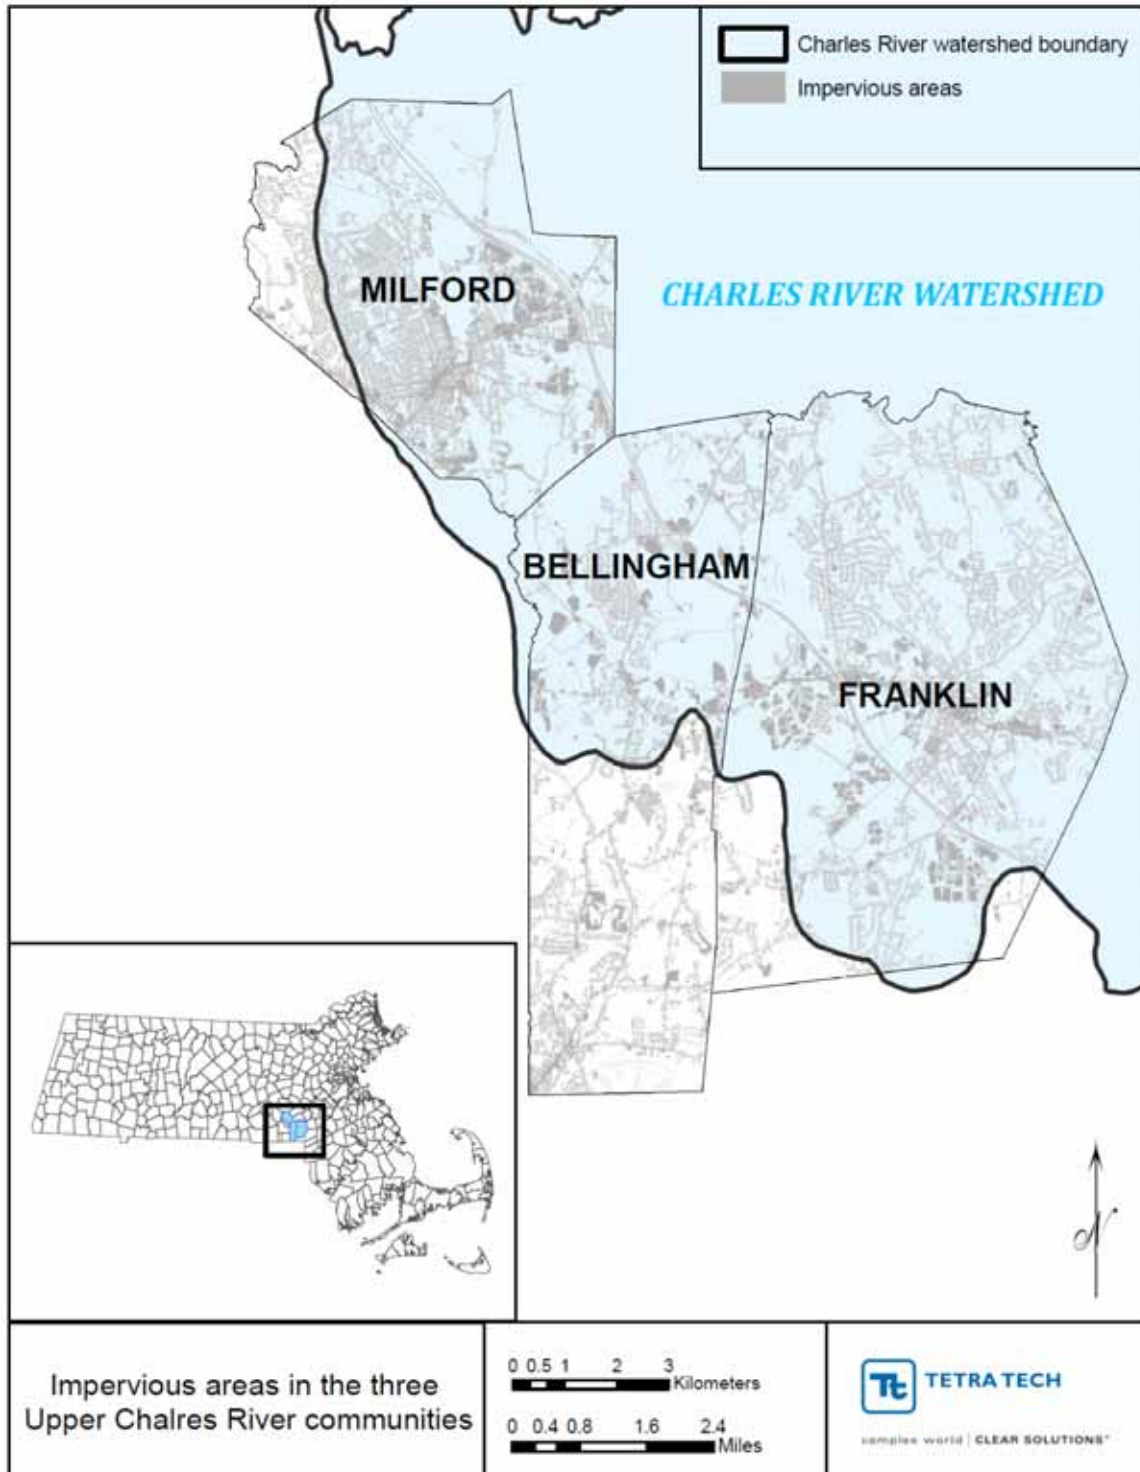 Charles River watershed boundary
Impervious areas
MILFORD
CHARLES RIVER WATERSHED
BELLINGHAM
FRANKLIN
N
Impervious areas in the three
Upper Chalres River communities
0 0.5 1 2 3
Kilometers
0 0.4 0.8 1.6 2.4
Miles
Tt
TETRA TECH
complex world | CLEAR SOLUTIONS™